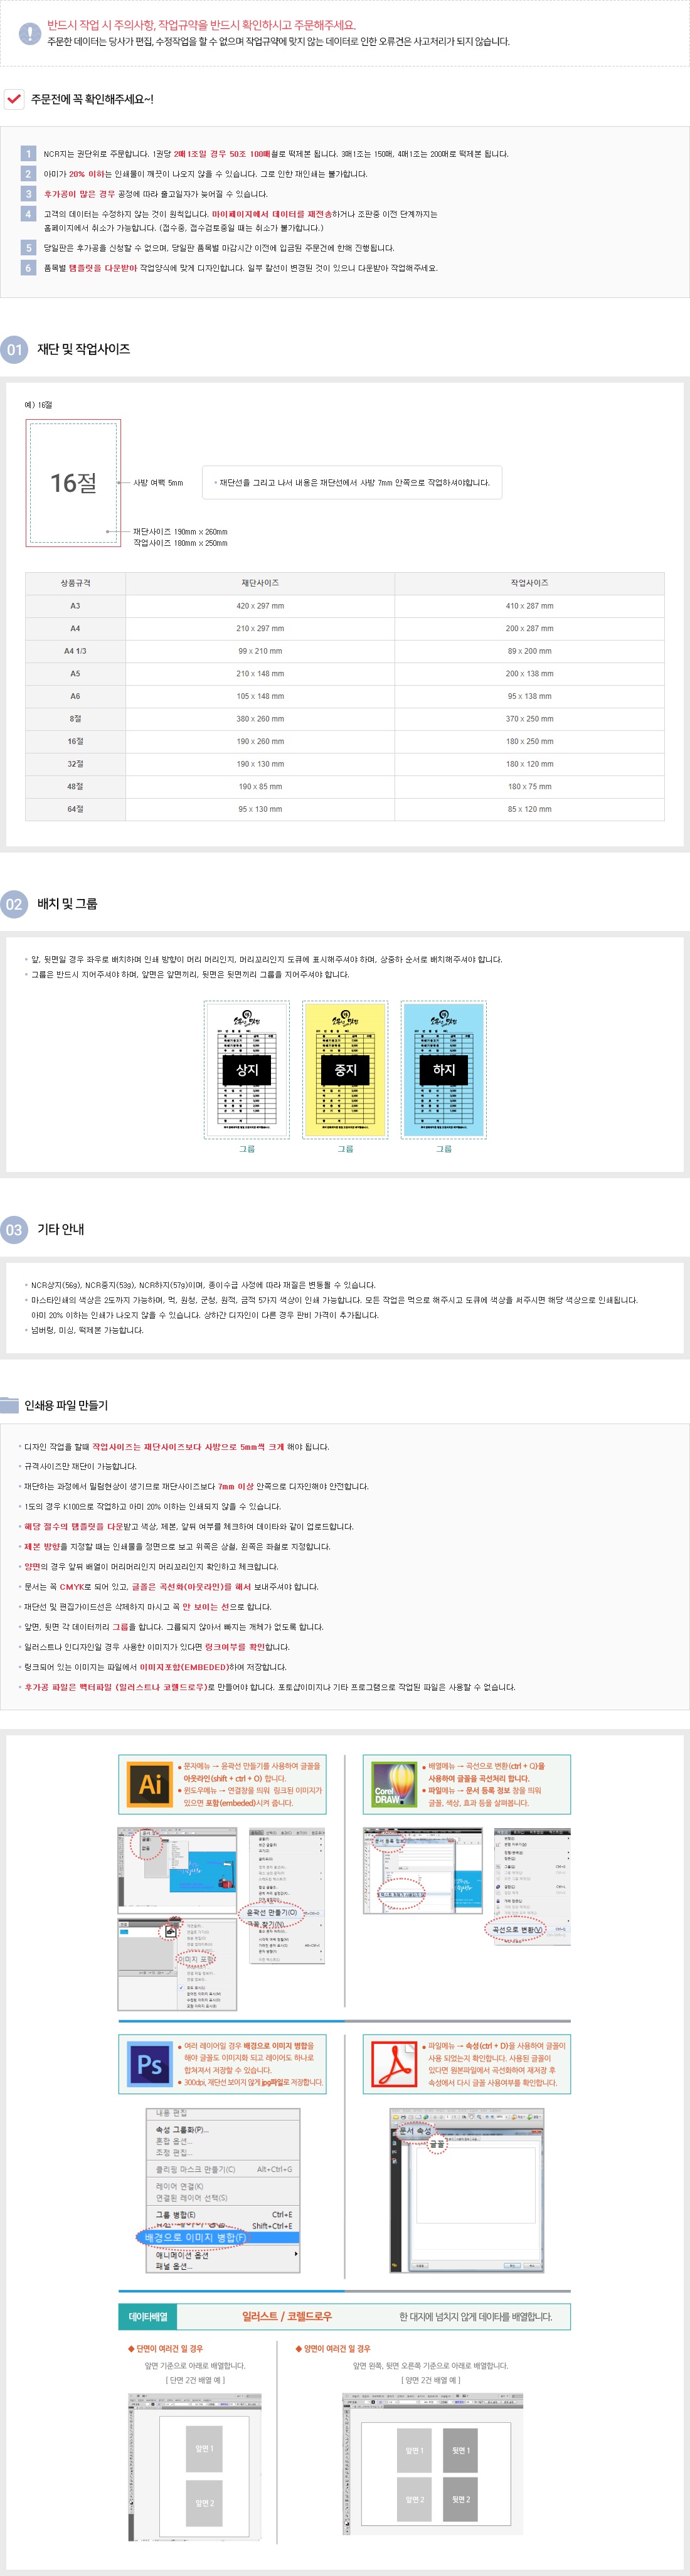 반드시 작업 시 주의사항, 작업규약을 반드시 확인하시고 주문해주세요.
주문한 데이터는 당사가 편집, 수정작업을 할 수 없으며 작업규약에 맞지 않는 데이터로 인한 오류건은 사고처리가 되지 않습니다.
주문전에 꼭 확인해주세요~!
1 NCR지는 권단위로 주문합니다. 1권당 2매1조일 경우 50조 100매철로 떡제본 됩니다. 3매1조는 150매, 4매1조는 200매로 떡제본 됩니다.
2 아미가 20% 이하는 인쇄물이 깨끗이 나오지 않을 수 있습니다. 그로 인한 재인쇄는 불가합니다.
3 후가공이 많은 경우 공정에 따라 출고일자가 늦어질 수 있습니다.
4 고객의 데이터는 수정하지 않는 것이 원칙입니다. 마이페이지에서 데이터를 재전송하거나 조판중 이전 단계까지는
홈페이지에서 취소가 가능합니다. (접수중, 접수검토중일 때는 취소가 불가합니다.)
5 당일판은 후가공을 신청할 수 없으며, 당일판 품목별 마감시간 이전에 입금된 주문건에 한해 진행됩니다.
6 품목별 템플릿을 다운받아 작업양식에 맞게 디자인합니다. 일부 칼선이 변경된 것이 있으니 다운받아 작업해주세요.
01 재단 및 작업사이즈
예) 16절
16절
사방 여백 5mm
• 재단선을 그리고 나서 내용은 재단선에서 사방 7mm 안쪽으로 작업하셔야합니다.
재단사이즈 190mm x 260mm
작업사이즈 180mm x 250mm
상품규격 재단사이즈 작업사이즈
A3 420 x 297 mm 410 x 287 mm
A4 210 x 297 mm 200 x 287 mm
A4 1/3 99 x 210 mm 89 x 200 mm
A5 210 x 148 mm 200 x 138 mm
A6 105 x 148 mm 95 x 138 mm
8절 380 x 260 mm 370 x 250 mm
16절 190 x 260 mm 180 x 250 mm
32절 190 x 130 mm 180 x 120 mm
48절 190 x 85 mm 180 x 75 mm
64절 95 x 130 mm 85 x 120 mm
02 배치 및 그룹
• 앞, 뒷면일 경우 좌우로 배치하며 인쇄 방향이 머리 머리인지, 머리꼬리인지 도큐에 표시해주셔야 하며, 상중하 순서로 배치해주셔야 합니다.
• 그룹은 반드시 지어주셔야 하며, 앞면은 앞면끼리, 뒷면은 뒷면끼리 그룹을 지어주셔야 합니다.
상지 중지 하지
그룹 그룹 그룹
03 기타 안내
• NCR상지(56g), NCR중지(53g), NCR하지(57g)이며, 종이수급 사정에 따라 재질은 변동될 수 있습니다.
• 마스타인쇄의 색상은 2도까지 가능하며, 먹, 원청, 군청, 원적, 금적 5가지 색상이 인쇄 가능합니다. 모든 작업은 먹으로 해주시고 도큐에 색상을 써주시면 해당 색상으로 인쇄됩니다.
아미 20% 이하는 인쇄가 나오지 않을 수 있습니다. 상하간 디자인이 다른 경우 판비 가격이 추가됩니다.
• 넘버링, 미싱, 떡제본 가능합니다.
인쇄용 파일 만들기
• 디자인 작업을 할때 작업사이즈는 재단사이즈보다 사방으로 5mm씩 크게 해야 됩니다.
• 규격사이즈만 재단이 가능합니다.
• 재단하는 과정에서 밀림현상이 생기므로 재단사이즈보다 7mm 이상 안쪽으로 디자인해야 안전합니다.
• 1도의 경우 K100으로 작업하고 아미 20% 이하는 인쇄되지 않을 수 있습니다.
• 해당 절수의 템플릿을 다운받고 색상, 제본, 앞뒤 여부를 체크하여 데이타와 같이 업로드합니다.
• 제본 방향을 지정할 때는 인쇄물을 정면으로 보고 위쪽은 상철, 왼쪽은 좌철로 지정합니다.
• 양면의 경우 앞뒤 배열이 머리머리인지 머리꼬리인지 확인하고 체크합니다.
• 문서는 꼭 CMYK로 되어 있고, 글꼴은 곡선화(아웃라인)를 해서 보내주셔야 합니다.
• 재단선 및 편집가이드선은 삭제하지 마시고 꼭 안 보이는 선으로 합니다.
• 앞면, 뒷면 각 데이타끼리 그룹을 합니다. 그룹되지 않아서 빠지는 개체가 없도록 합니다.
• 일러스트나 인디자인일 경우 사용한 이미지가 있다면 링크여부를 확인합니다.
• 링크되어 있는 이미지는 파일에서 이미지포함(EMBEDED)하여 저장합니다.
• 후가공 파일은 벡터파일 (일러스트나 코렐드로우)로 만들어야 합니다. 포토샵이미지나 기타 프로그램으로 작업된 파일은 사용할 수 없습니다.
Ai
• 문자메뉴 → 윤곽선 만들기를 사용하여 글꼴을
아웃라인(shift + ctrl + O) 합니다.
• 윈도우메뉴 → 연결창을 띄워 링크된 이미지가
있으면 포함(embeded)시켜 줍니다.
Corel DRAW
• 배열메뉴 → 곡선으로 변환(ctrl + Q)을
사용하여 글꼴을 곡선처리 합니다.
• 파일메뉴 → 문서 등록 정보 창을 띄워
글꼴, 색상, 효과 등을 살펴봅니다.
윤곽선 만들기(O)
이미지 포함
문서 등록 정보
곡선으로 변환(V)
Ps
• 여러 레이어일 경우 배경으로 이미지 병합을
해야 글꼴도 이미지화 되고 레이어도 하나로
합쳐져서 저장할 수 있습니다.
• 300dpi, 재단선 보이지 않게 jpg파일로 저장합니다.
• 파일메뉴 → 속성(ctrl + D)을 사용하여 글꼴이
사용 되었는지 확인합니다. 사용된 글꼴이
있다면 원본파일에서 곡선화하여 재저장 후
속성에서 다시 글꼴 사용여부를 확인합니다.
내용 편집
속성 그룹화(P)...
혼합 옵션...
조정 편집...
클리핑 마스크 만들기(C) Alt+Ctrl+G
레이어 연결(K)
연결된 레이어 선택(S)
그룹 병합(E) Ctrl+E
Shift+Ctrl+E
배경으로 이미지 병합(F)
애니메이션 옵션
패널 옵션...
문서 속성
글꼴
데이타배열 일러스트 / 코렐드로우 한 대지에 넘치지 않게 데이타를 배열합니다.
◆ 단면이 여러건 일 경우
앞면 기준으로 아래로 배열합니다.
[ 단면 2건 배열 예 ]
앞면 1
앞면 2
◆ 양면이 여러건 일 경우
앞면 왼쪽, 뒷면 오른쪽 기준으로 아래로 배열합니다.
[ 양면 2건 배열 예 ]
앞면 1 뒷면 1
앞면 2 뒷면 2